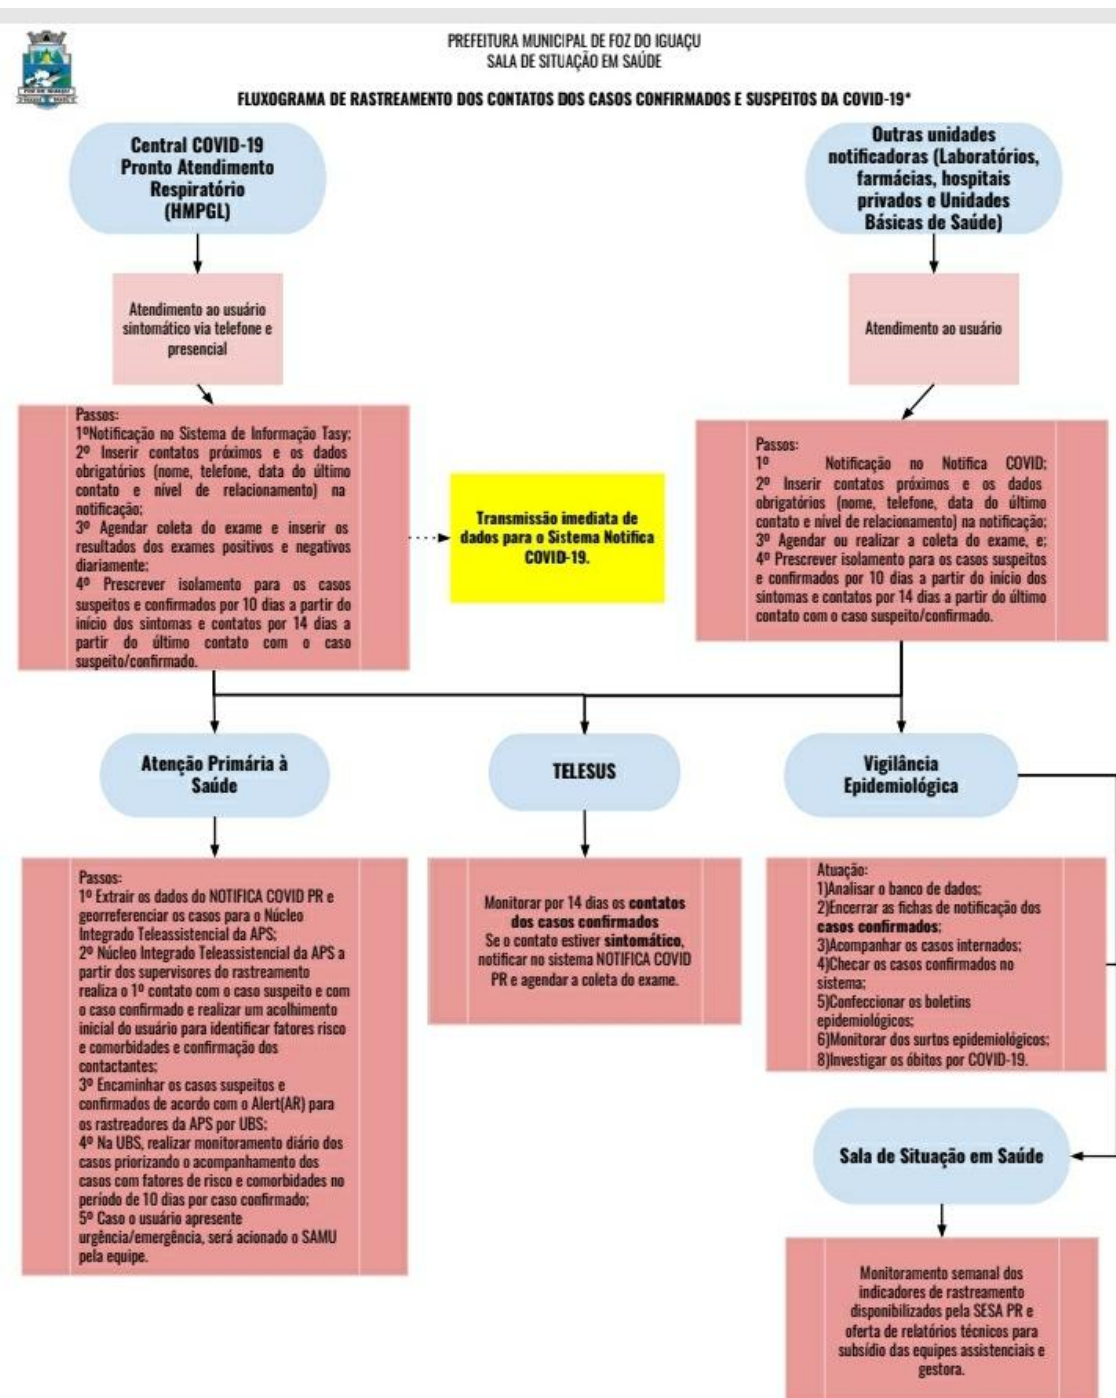 PREFEITURA MUNICIPAL DE FOZ DO IGUAÇU
SALA DE SITUAÇÃO EM SAÚDE
FLUXOGRAMA DE RASTREAMENTO DOS CONTATOS DOS CASOS CONFIRMADOS E SUSPEITOS DA COVID-19*
FOZ DO IGUAÇU
Central COVID-19
Pronto Atendimento
Respiratório
(HMPGL)
Outras unidades
notificadoras (Laboratórios,
farmácias, hospitais
privados e Unidades
Básicas de Saúde)
Atendimento ao usuário
sintomático via telefone e
presencial
Atendimento ao usuário
Passos:
1ºNotificação no Sistema de Informação Tasy;
2º Inserir contatos próximos e os dados
obrigatórios (nome, telefone, data do último
contato e nível de relacionamento) na
notificação;
3º Agendar coleta do exame e inserir os
resultados dos exames positivos e negativos
diariamente;
4º Prescrever isolamento para os casos
suspeitos e confirmados por 10 dias a partir do
início dos sintomas e contatos por 14 dias a
partir do último contato com o caso
suspeito/confirmado.
Transmissão imediata de
dados para o Sistema Notifica
COVID-19.
Passos:
1º Notificação no Notifica COVID;
2º Inserir contatos próximos e os dados
obrigatórios (nome, telefone, data do último
contato e nível de relacionamento) na notificação;
3º Agendar ou realizar a coleta do exame, e;
4º Prescrever isolamento para os casos suspeitos
e confirmados por 10 dias a partir do início dos
sintomas e contatos por 14 dias a partir do último
contato com o caso suspeito/confirmado.
Atenção Primária à
Saúde
TELESUS
Vigilância
Epidemiológica
Passos:
1º Extrair os dados do NOTIFICA COVID PR e
georreferenciar os casos para o Núcleo
Integrado Teleassistencial da APS;
2º Núcleo Integrado Teleassistencial da APS a
partir dos supervisores do rastreamento
realiza o 1º contato com o caso suspeito e com
o caso confirmado e realizar um acolhimento
inicial do usuário para identificar fatores risco
e comorbidades e confirmação dos
contactantes;
3º Encaminhar os casos suspeitos e
confirmados de acordo com o Alert(AR) para
os rastreadores da APS por UBS;
4º Na UBS, realizar monitoramento diário dos
casos priorizando o acompanhamento dos
casos com fatores de risco e comorbidades no
período de 10 dias por caso confirmado;
5º Caso o usuário apresente
urgência/emergência, será acionado o SAMU
pela equipe.
Monitorar por 14 dias os contatos
dos casos confirmados
Se o contato estiver sintomático,
notificar no sistema NOTIFICA COVID
PR e agendar a coleta do exame.
Atuação:
1)Analisar o banco de dados;
2)Encerrar as fichas de notificação dos
casos confirmados;
3)Acompanhar os casos internados;
4)Checar os casos confirmados no
sistema;
5)Confeccionar os boletins
epidemiológicos;
6)Monitorar dos surtos epidemiológicos;
8)Investigar os óbitos por COVID-19.
Sala de Situação em Saúde
Monitoramento semanal dos
indicadores de rastreamento
disponibilizados pela SESA PR e
oferta de relatórios técnicos para
subsídio das equipes assistenciais e
gestora.